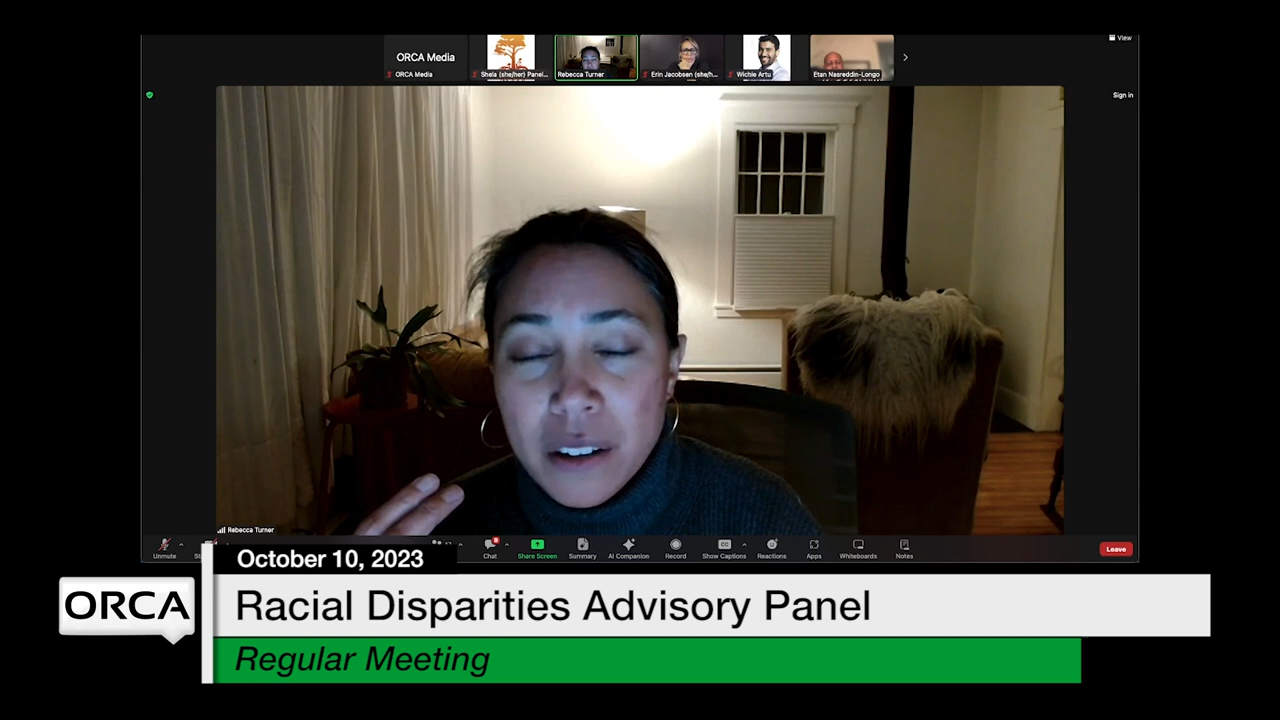 View
ORCA Media
ORCA Media
Shela (she/her) Panel...
Rebecca Turner
Erin Jacobsen (she/h...
Wichie Artu
Etan Nasreddin-Longo
Sign in
Rebecca Turner
Unmute
Chat
Share Screen
Summary
AI Companion
Record
Show Captions
Reactions
Apps
Whiteboards
Notes
Leave
October 10, 2023
ORCA
Racial Disparities Advisory Panel
Regular Meeting